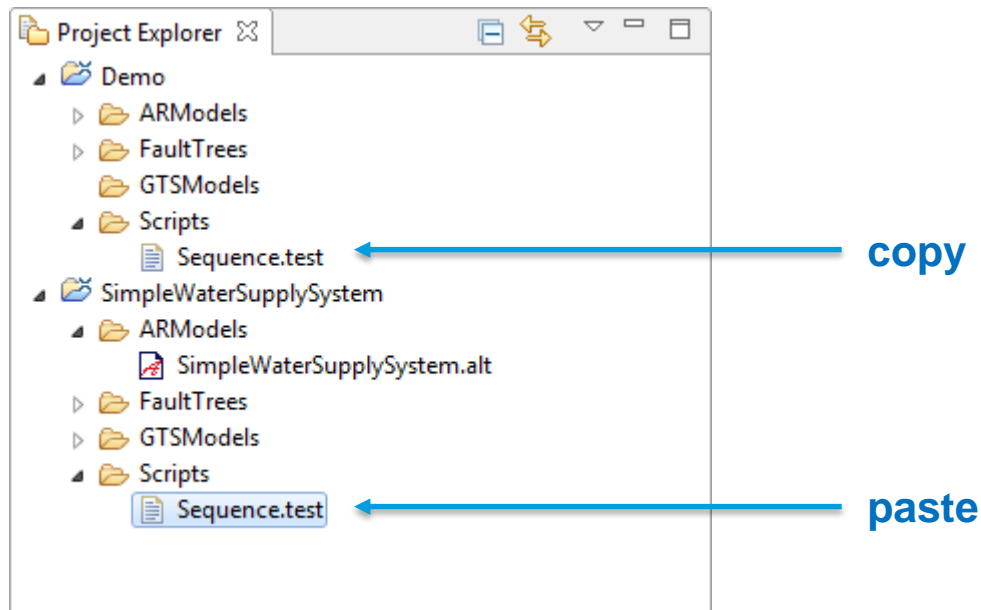 Project Explorer
Demo
ARModels
FaultTrees
GTSModels
Scripts
Sequence.test
copy
SimpleWaterSupplySystem
ARModels
SimpleWaterSupplySystem.alt
FaultTrees
GTSModels
Scripts
Sequence.test
paste